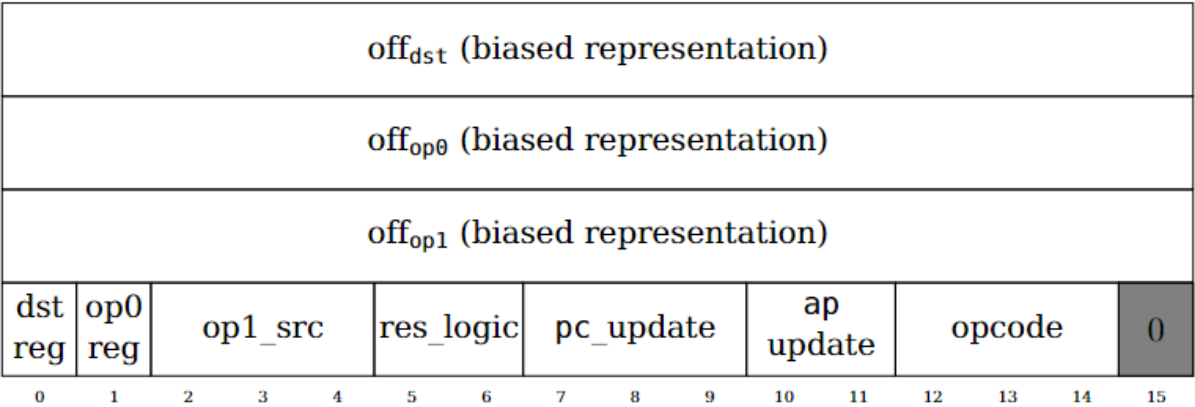 off_dst (biased representation)
off_op0 (biased representation)
off_op1 (biased representation)
dst reg op0 reg op1_src res_logic pc_update ap update opcode 0
0 1 2 3 4 5 6 7 8 9 10 11 12 13 14 15